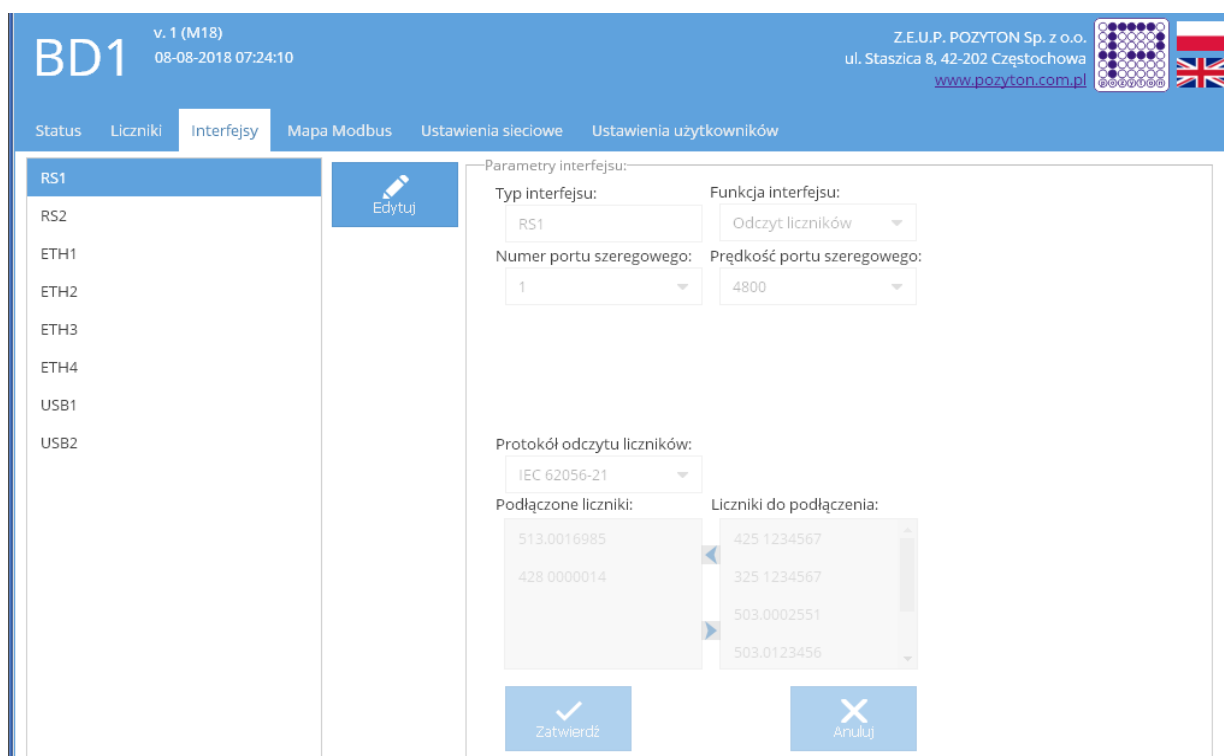 BD1
v. 1 (M18)
08-08-2018 07:24:10
Z.E.U.P. POZYTON Sp. z o.o.
ul. Staszica 8, 42-202 Częstochowa
www.pozyton.com.pl
pozyton
Status Liczniki Interfejsy Mapa Modbus Ustawienia sieciowe Ustawienia użytkowników
RS1
RS2
ETH1
ETH2
ETH3
ETH4
USB1
USB2
Edytuj
Parametry interfejsu:
Typ interfejsu: Funkcja interfejsu:
RS1 Odczyt liczników
Numer portu szeregowego: Prędkość portu szeregowego:
1 4800
Protokół odczytu liczników:
IEC 62056-21
Podłączone liczniki: Liczniki do podłączenia:
513.0016985 425 1234567
428 0000014 325 1234567
503.0002551
503.0123456
Zatwierdź Anuluj